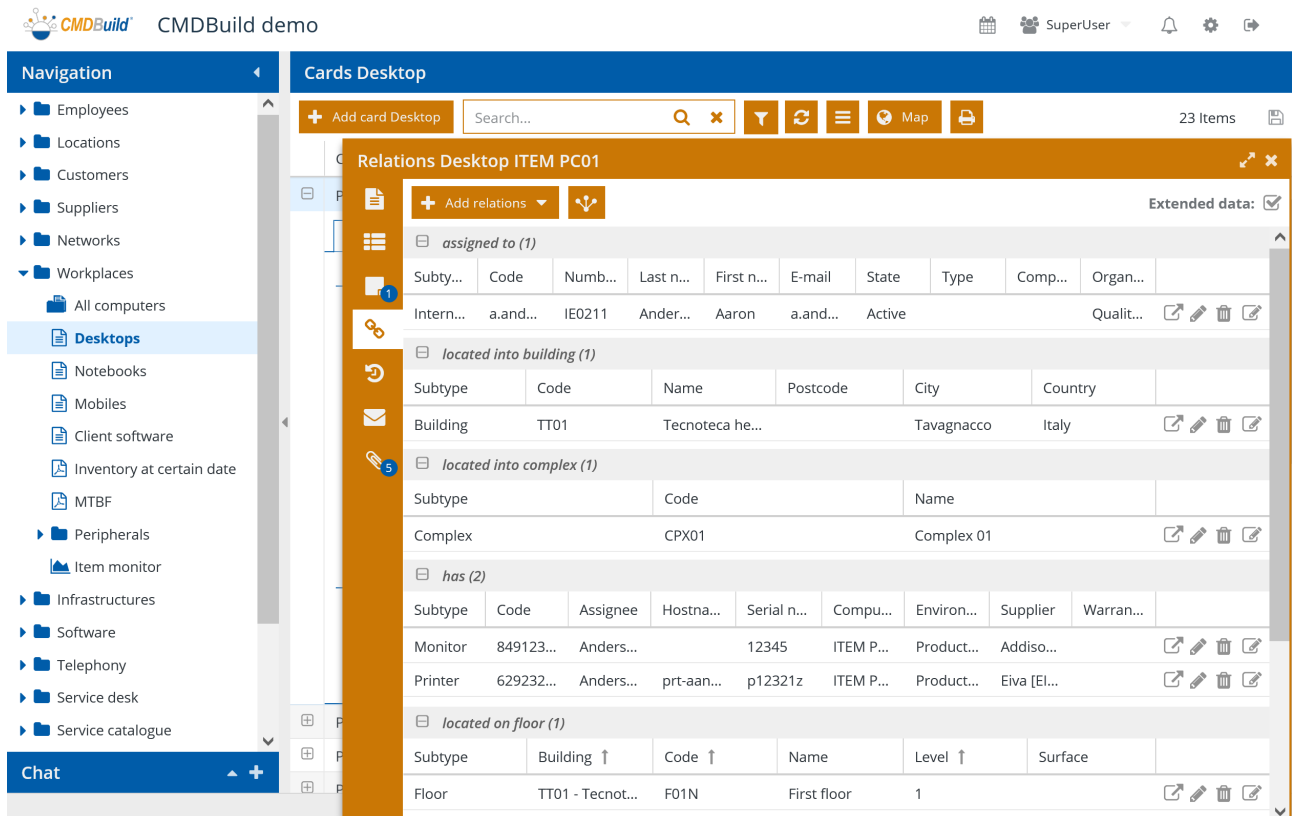 CMDBuild CMDBuild demo SuperUser
Navigation
Employees
Locations
Customers
Suppliers
Networks
Workplaces
All computers
Desktops
Notebooks
Mobiles
Client software
Inventory at certain date
MTBF
Peripherals
Item monitor
Infrastructures
Software
Telephony
Service desk
Service catalogue
Chat
Cards Desktop
Add card Desktop Search... Map 23 Items
Relations Desktop ITEM PC01
Add relations Extended data:
1
5
assigned to (1)
Subty... Code Numb... Last n... First n... E-mail State Type Comp... Organ...
Intern... a.and... IE0211 Ander... Aaron a.and... Active Qualit...
located into building (1)
Subtype Code Name Postcode City Country
Building TT01 Tecnoteca he... Tavagnacco Italy
located into complex (1)
Subtype Code Name
Complex CPX01 Complex 01
has (2)
Subtype Code Assignee Hostna... Serial n... Compu... Environ... Supplier Warran...
Monitor 849123... Anders... 12345 ITEM P... Product... Addiso...
Printer 629232... Anders... prt-aan... p12321z ITEM P... Product... Eiva [El...
located on floor (1)
Subtype Building Code Name Level Surface
Floor TT01 - Tecnot... F01N First floor 1